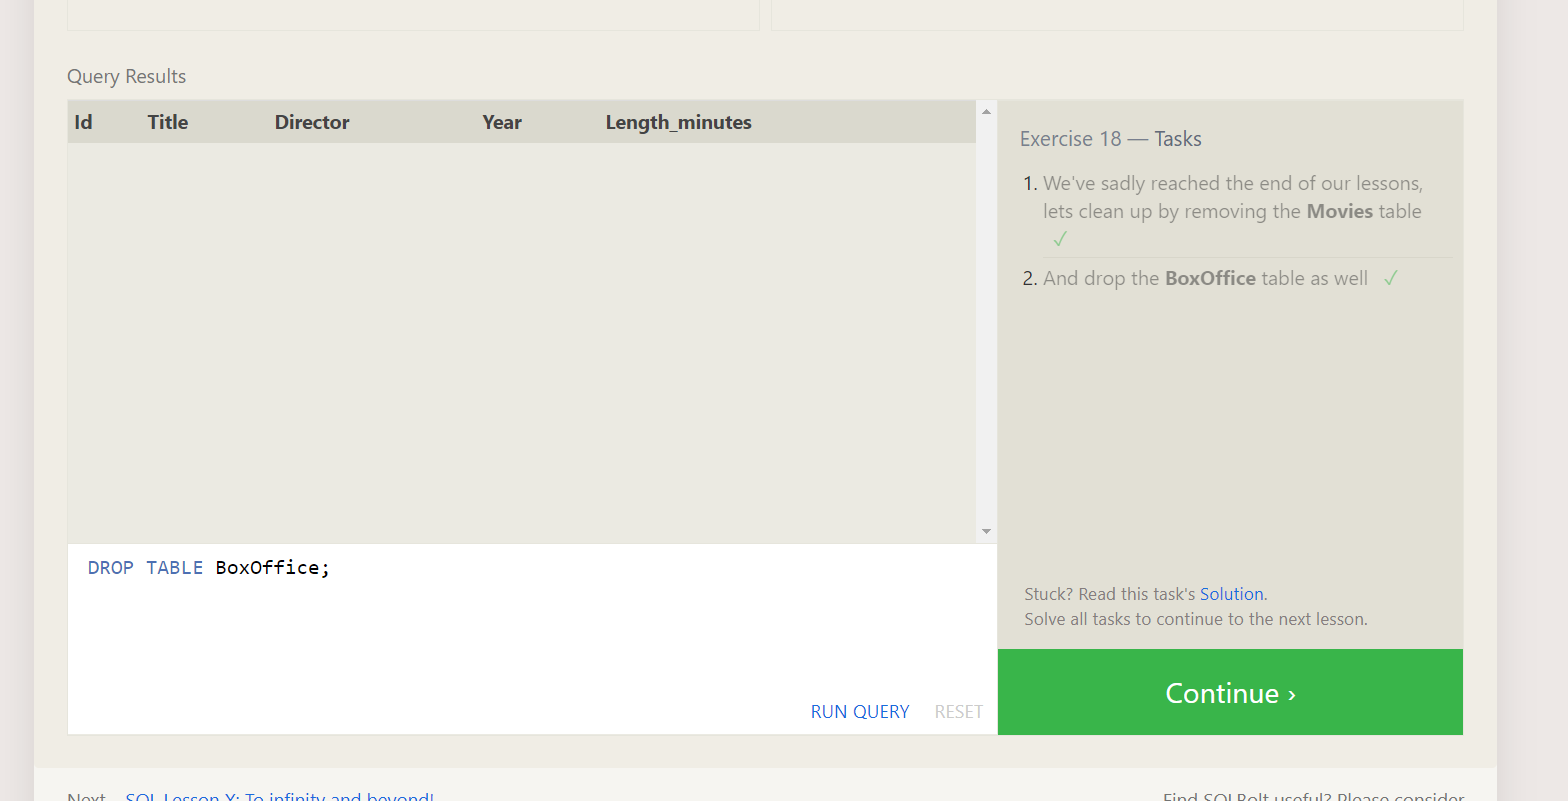 Query Results
Id Title Director Year Length_minutes
Exercise 18 — Tasks
1. We've sadly reached the end of our lessons,
lets clean up by removing the Movies table
✓
2. And drop the BoxOffice table as well ✓
DROP TABLE BoxOffice;
Stuck? Read this task's Solution.
Solve all tasks to continue to the next lesson.
RUN QUERY RESET
Continue ›
Next – SQL Lesson X: To infinity and beyond!
Find SQLBolt useful? Please consider